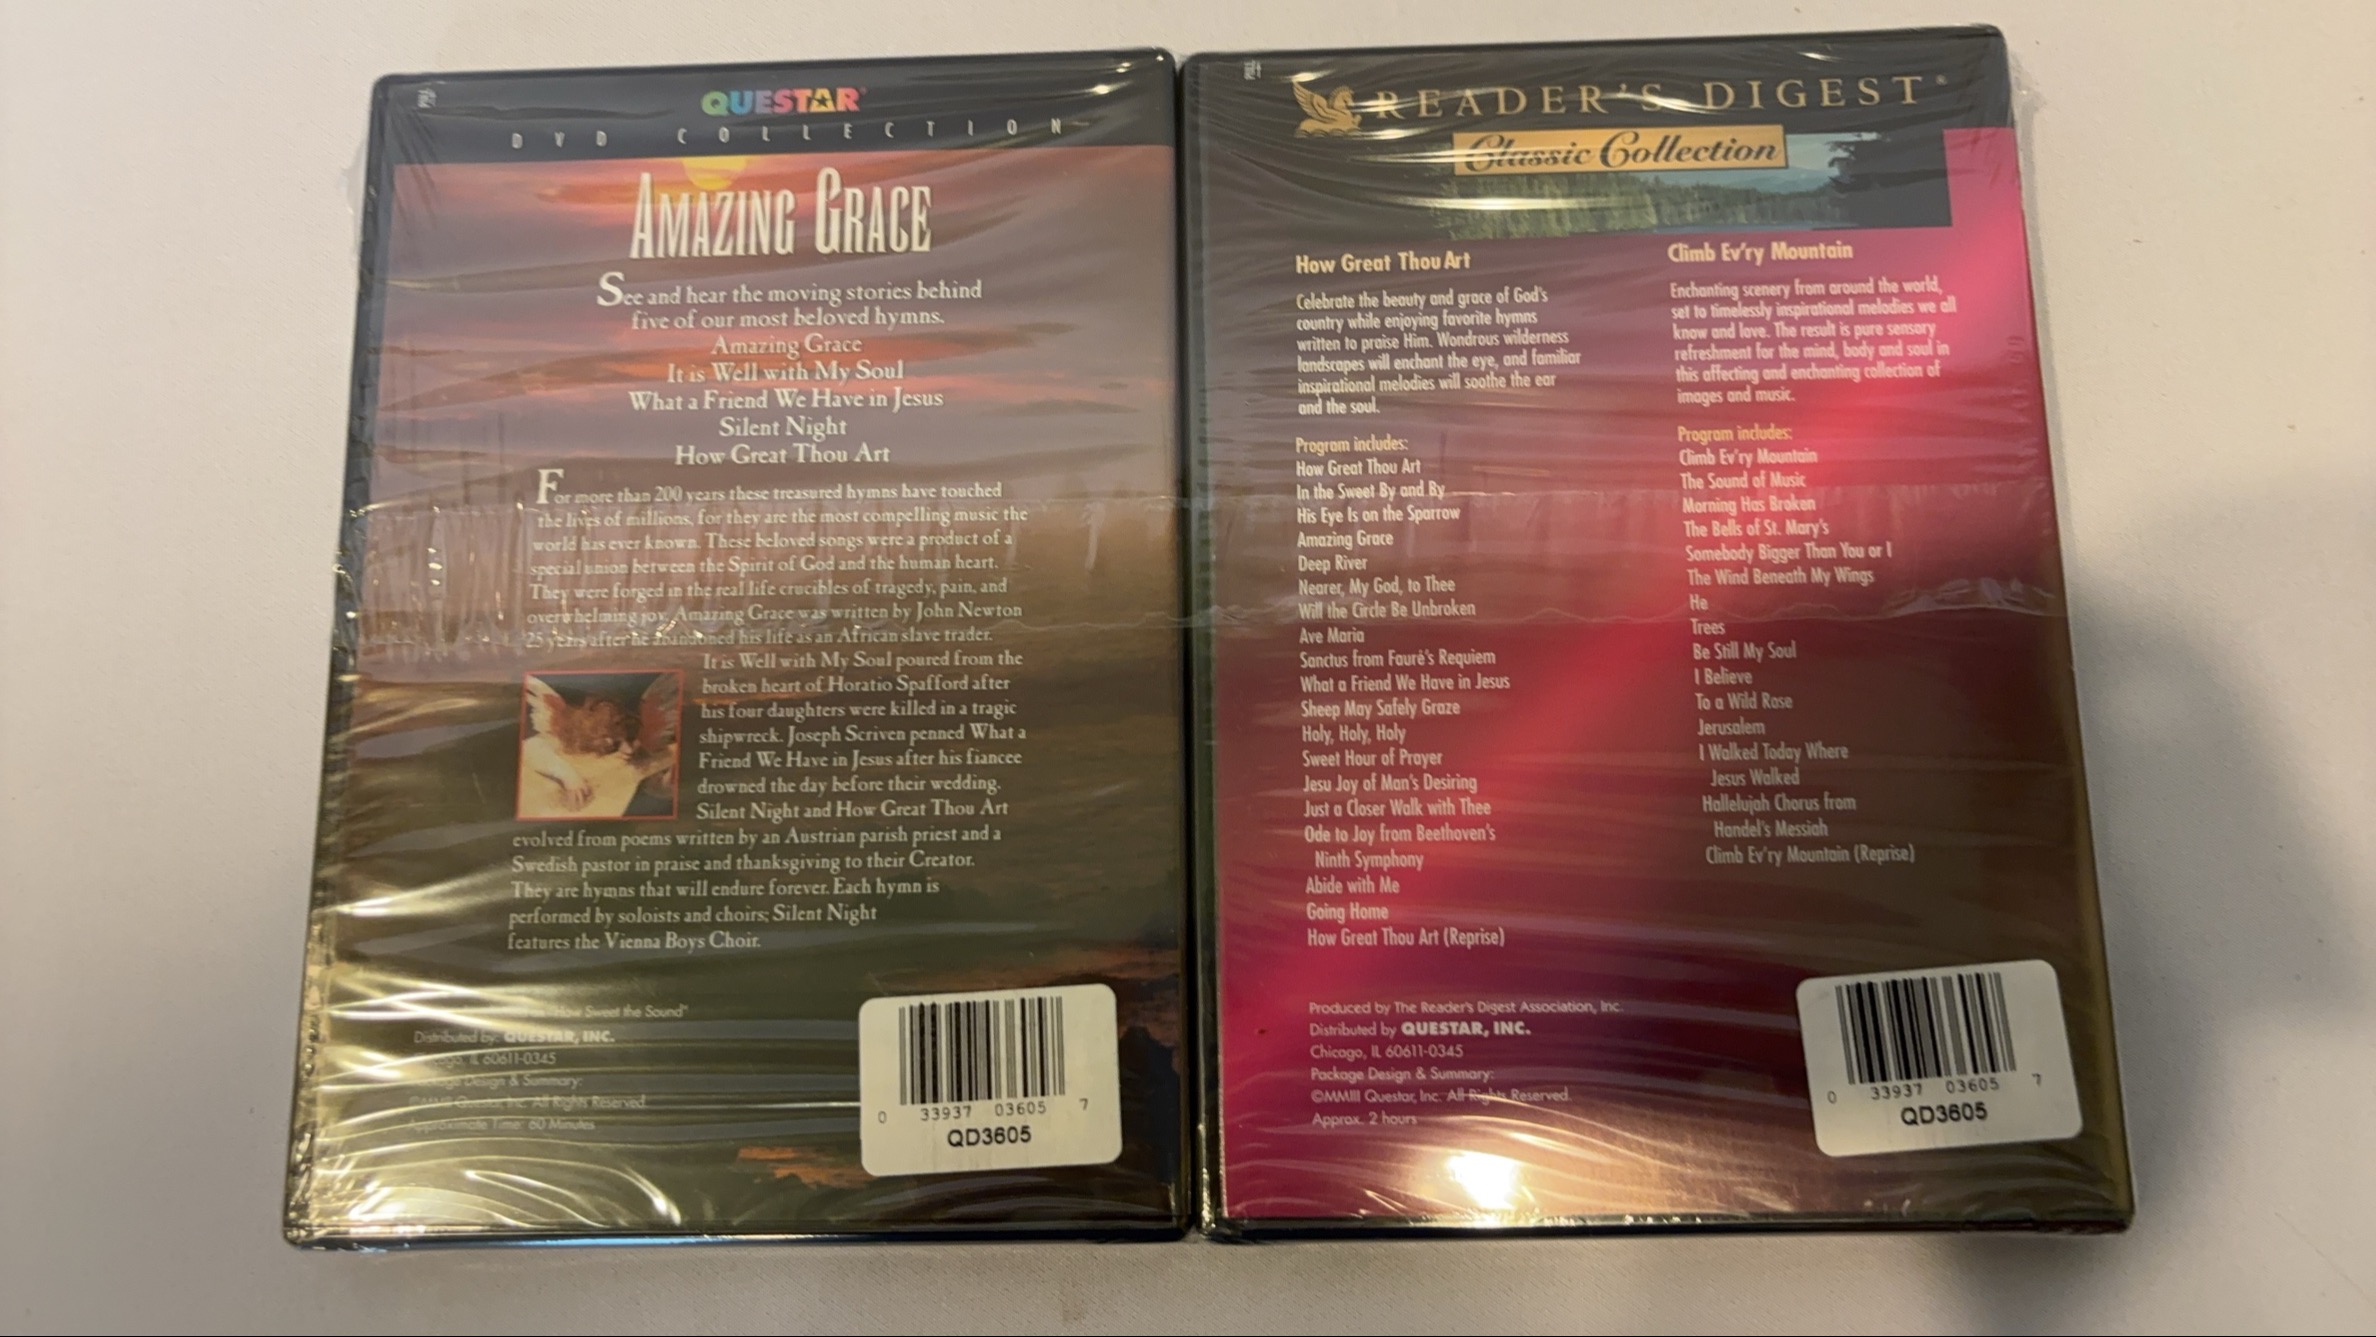 QUESTAR
DVD COLLECTION
AMAZING GRACE
See and hear the moving stories behind
five of our most beloved hymns.
Amazing Grace
It is Well with My Soul
What a Friend We Have in Jesus
Silent Night
How Great Thou Art
For more than 200 years these treasured hymns have touched
the lives of millions, for they are the most compelling music the
world has ever known. These beloved songs were a product of a
special union between the Spirit of God and the human heart.
They were forged in the real life crucibles of tragedy, pain, and
overwhelming joy. Amazing Grace was written by John Newton
25 years after he abandoned his life as an African slave trader.
It is Well with My Soul poured from the
broken heart of Horatio Spafford after
his four daughters were killed in a tragic
shipwreck. Joseph Scriven penned What a
Friend We Have in Jesus after his fiancee
drowned the day before their wedding.
Silent Night and How Great Thou Art
evolved from poems written by an Austrian parish priest and a
Swedish pastor in praise and thanksgiving to their Creator.
They are hymns that will endure forever. Each hymn is
performed by soloists and choirs; Silent Night
features the Vienna Boys Choir.
"How Sweet the Sound"
Distributed by: QUESTAR, INC.
IL 60611-0345
Design & Summary:
©MMIII Questar, Inc. All Rights Reserved
Approximate Time: 60 Minutes
0 33937 03605 7
QD3605
READER'S DIGEST®
Classic Collection
How Great Thou Art
Celebrate the beauty and grace of God's
country while enjoying favorite hymns
written to praise Him. Wondrous wilderness
landscapes will enchant the eye, and familiar
inspirational melodies will soothe the ear
and the soul.
Program includes:
How Great Thou Art
In the Sweet By and By
His Eye Is on the Sparrow
Amazing Grace
Deep River
Nearer, My God, to Thee
Will the Circle Be Unbroken
Ave Maria
Sanctus from Fauré's Requiem
What a Friend We Have in Jesus
Sheep May Safely Graze
Holy, Holy, Holy
Sweet Hour of Prayer
Jesu Joy of Man's Desiring
Just a Closer Walk with Thee
Ode to Joy from Beethoven's
Ninth Symphony
Abide with Me
Going Home
How Great Thou Art (Reprise)
Climb Ev'ry Mountain
Enchanting scenery from around the world,
set to timelessly inspirational melodies we all
know and love. The result is pure sensory
refreshment for the mind, body and soul in
this affecting and enchanting collection of
images and music.
Program includes:
Climb Ev'ry Mountain
The Sound of Music
Morning Has Broken
The Bells of St. Mary's
Somebody Bigger Than You or I
The Wind Beneath My Wings
He
Trees
Be Still My Soul
I Believe
To a Wild Rose
Jerusalem
I Walked Today Where
Jesus Walked
Hallelujah Chorus from
Handel's Messiah
Climb Ev'ry Mountain (Reprise)
Produced by The Reader's Digest Association, Inc.
Distributed by QUESTAR, INC.
Chicago, IL 60611-0345
Package Design & Summary:
©MMIII Questar, Inc. All Rights Reserved.
Approx. 2 hours
0 33937 03605 7
QD3605